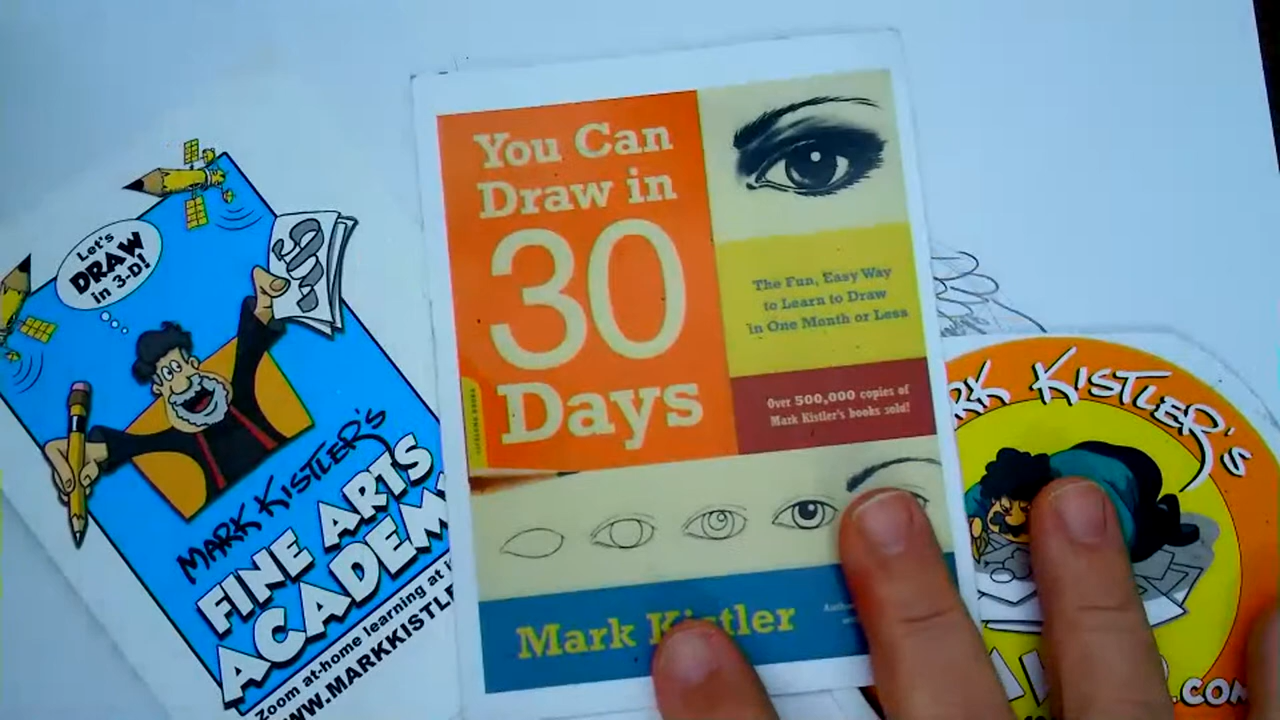 Let's
DRAW
in 3-D!
MARK KISTLER'S
FINE ARTS
ACADEM
Zoom at-home learning at
WWW.MARKKISTLE
You Can
Draw in
30
Days
The Fun, Easy Way
to Learn to Draw
in One Month or Less
Over 500,000 copies of
Mark Kistler's books sold!
Mark Kistler
RK KISTLER'S
.COM